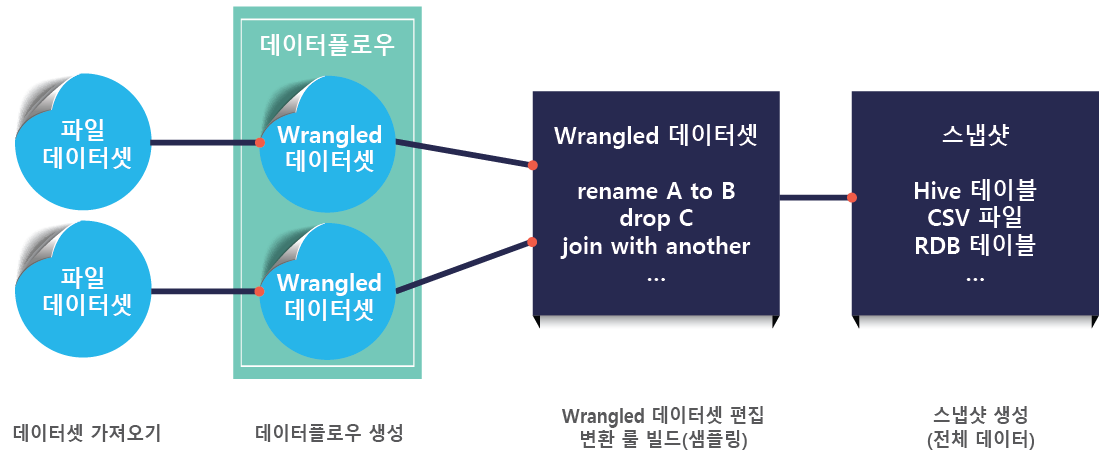 데이터플로우
파일
데이터셋
Wrangled
데이터셋
파일
데이터셋
Wrangled
데이터셋
Wrangled 데이터셋
rename A to B
drop C
join with another
...
스냅샷
Hive 테이블
CSV 파일
RDB 테이블
...
데이터셋 가져오기
데이터플로우 생성
Wrangled 데이터셋 편집
변환 룰 빌드(샘플링)
스냅샷 생성
(전체 데이터)